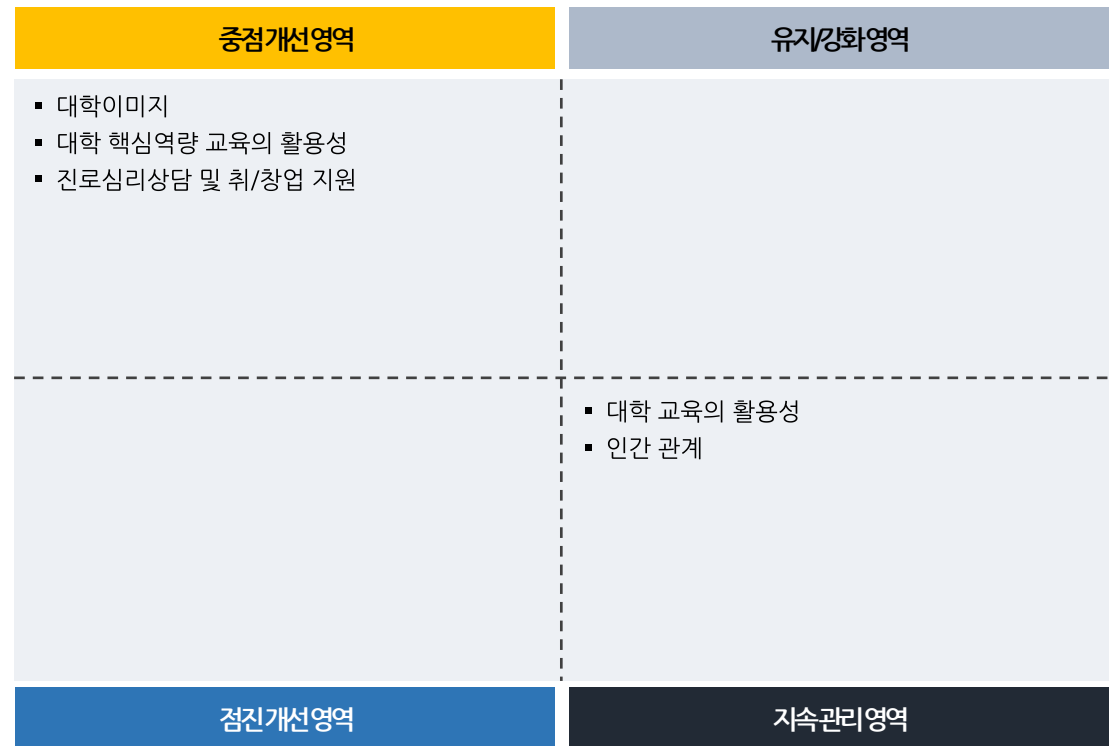 중점개선영역
유지/강화영역
▪ 대학이미지
▪ 대학 핵심역량 교육의 활용성
▪ 진로심리상담 및 취/창업 지원
▪ 대학 교육의 활용성
▪ 인간 관계
점진개선영역
지속관리영역